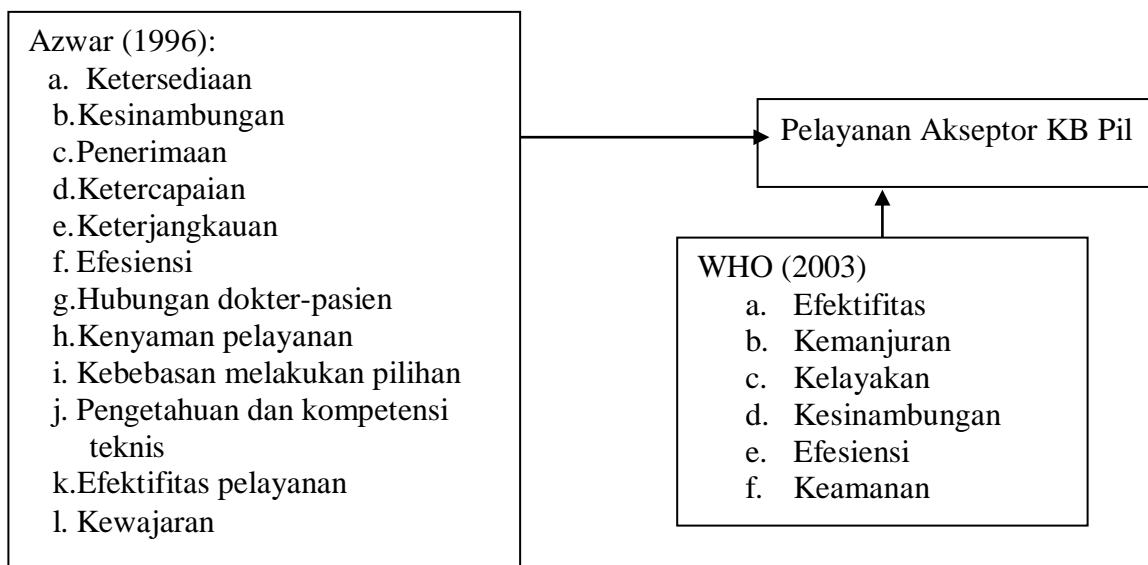 Azwar (1996):
a. Ketersediaan
b.Kesinambungan
c.Penerimaan
d.Ketercapaian
e.Keterjangkauan
f. Efesiensi
g.Hubungan dokter-pasien
h.Kenyaman pelayanan
i. Kebebasan melakukan pilihan
j. Pengetahuan dan kompetensi
teknis
k.Efektifitas pelayanan
l. Kewajaran
Pelayanan Akseptor KB Pil
WHO (2003)
a. Efektifitas
b. Kemanjuran
c. Kelayakan
d. Kesinambungan
e. Efesiensi
f. Keamanan